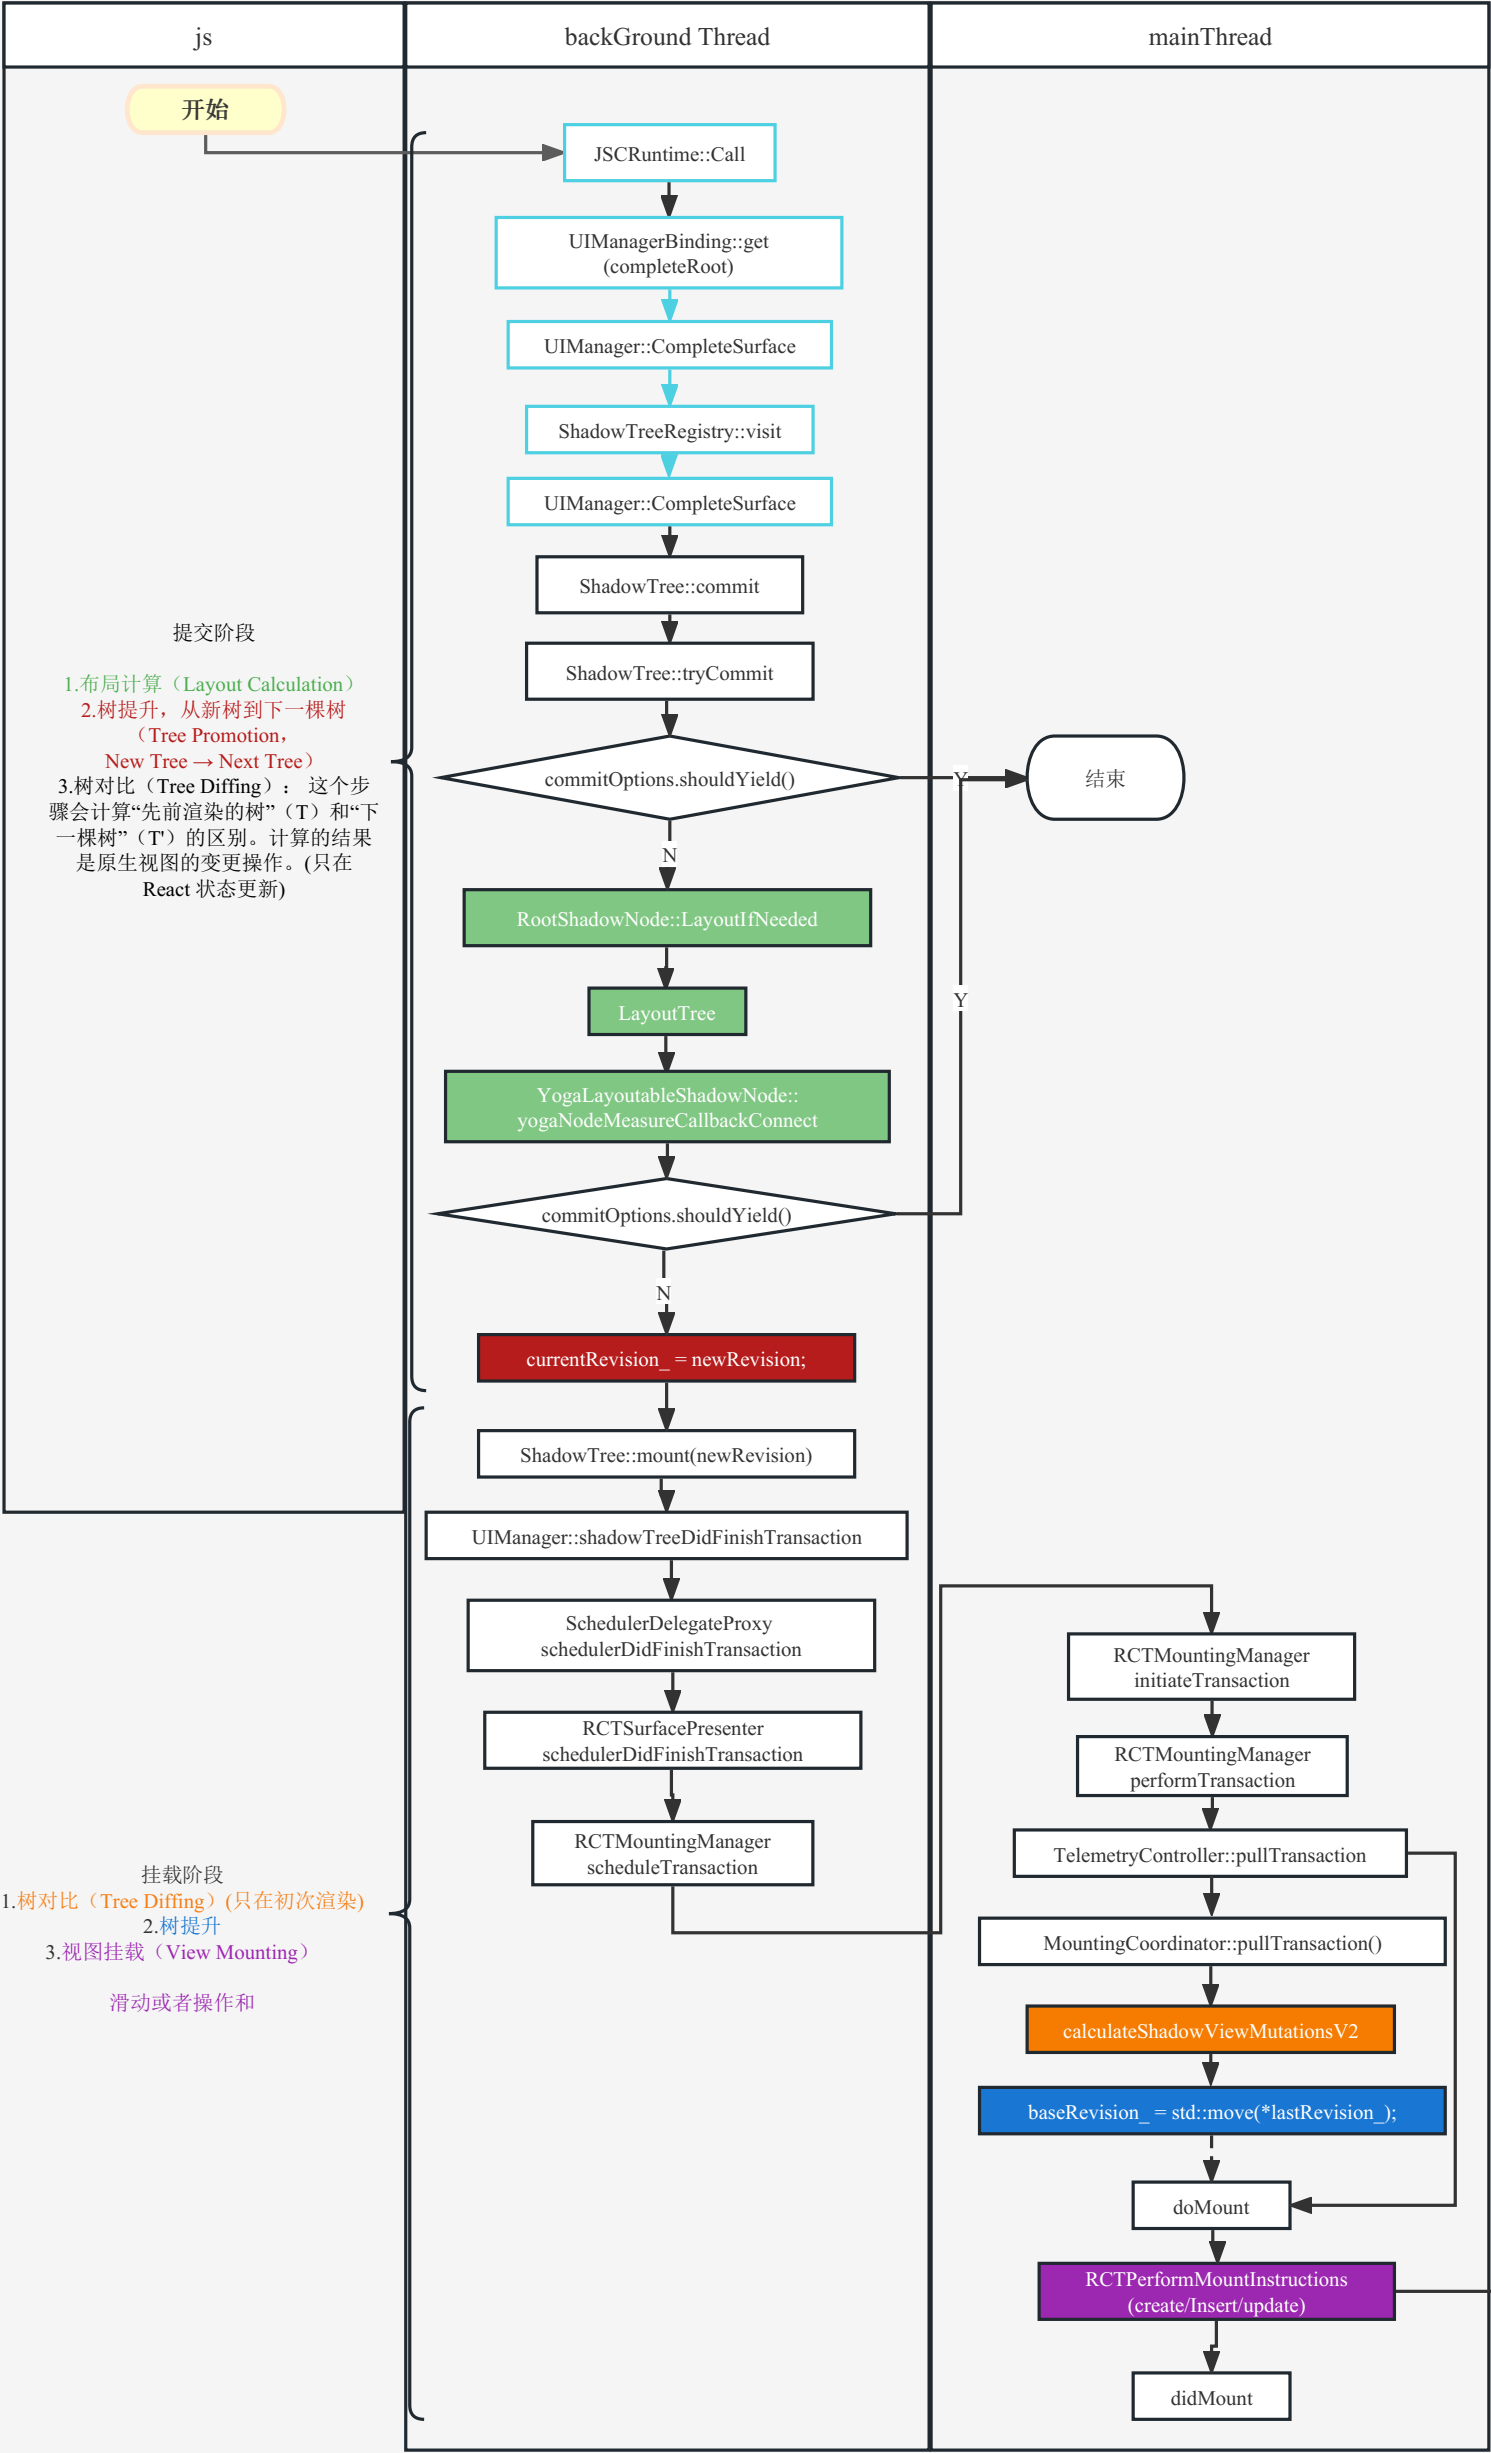 js
backGround Thread
mainThread
开始
JSCRuntime::Call
UIManagerBinding::get
(completeRoot)
UIManager::CompleteSurface
ShadowTreeRegistry::visit
UIManager::CompleteSurface
ShadowTree::commit
ShadowTree::tryCommit
提交阶段
1.布局计算（Layout Calculation）
2.树提升，从新树到下一棵树
（Tree Promotion，
New Tree → Next Tree）
3.树对比（Tree Diffing）： 这个步
骤会计算“先前渲染的树”（T）和“下
一棵树”（T'）的区别。计算的结果
是原生视图的变更操作。(只在
React 状态更新)
commitOptions.shouldYield()
Y
结束
N
RootShadowNode::LayoutIfNeeded
LayoutTree
Y
YogaLayoutableShadowNode::
yogaNodeMeasureCallbackConnect
commitOptions.shouldYield()
N
currentRevision_ = newRevision;
ShadowTree::mount(newRevision)
UIManager::shadowTreeDidFinishTransaction
SchedulerDelegateProxy
schedulerDidFinishTransaction
RCTSurfacePresenter
schedulerDidFinishTransaction
RCTMountingManager
scheduleTransaction
RCTMountingManager
initiateTransaction
RCTMountingManager
performTransaction
TelemetryController::pullTransaction
MountingCoordinator::pullTransaction()
calculateShadowViewMutationsV2
baseRevision_ = std::move(*lastRevision_);
doMount
RCTPerformMountInstructions
(create/Insert/update)
didMount
挂载阶段
1.树对比（Tree Diffing）(只在初次渲染)
2.树提升
3.视图挂载（View Mounting）
滑动或者操作和